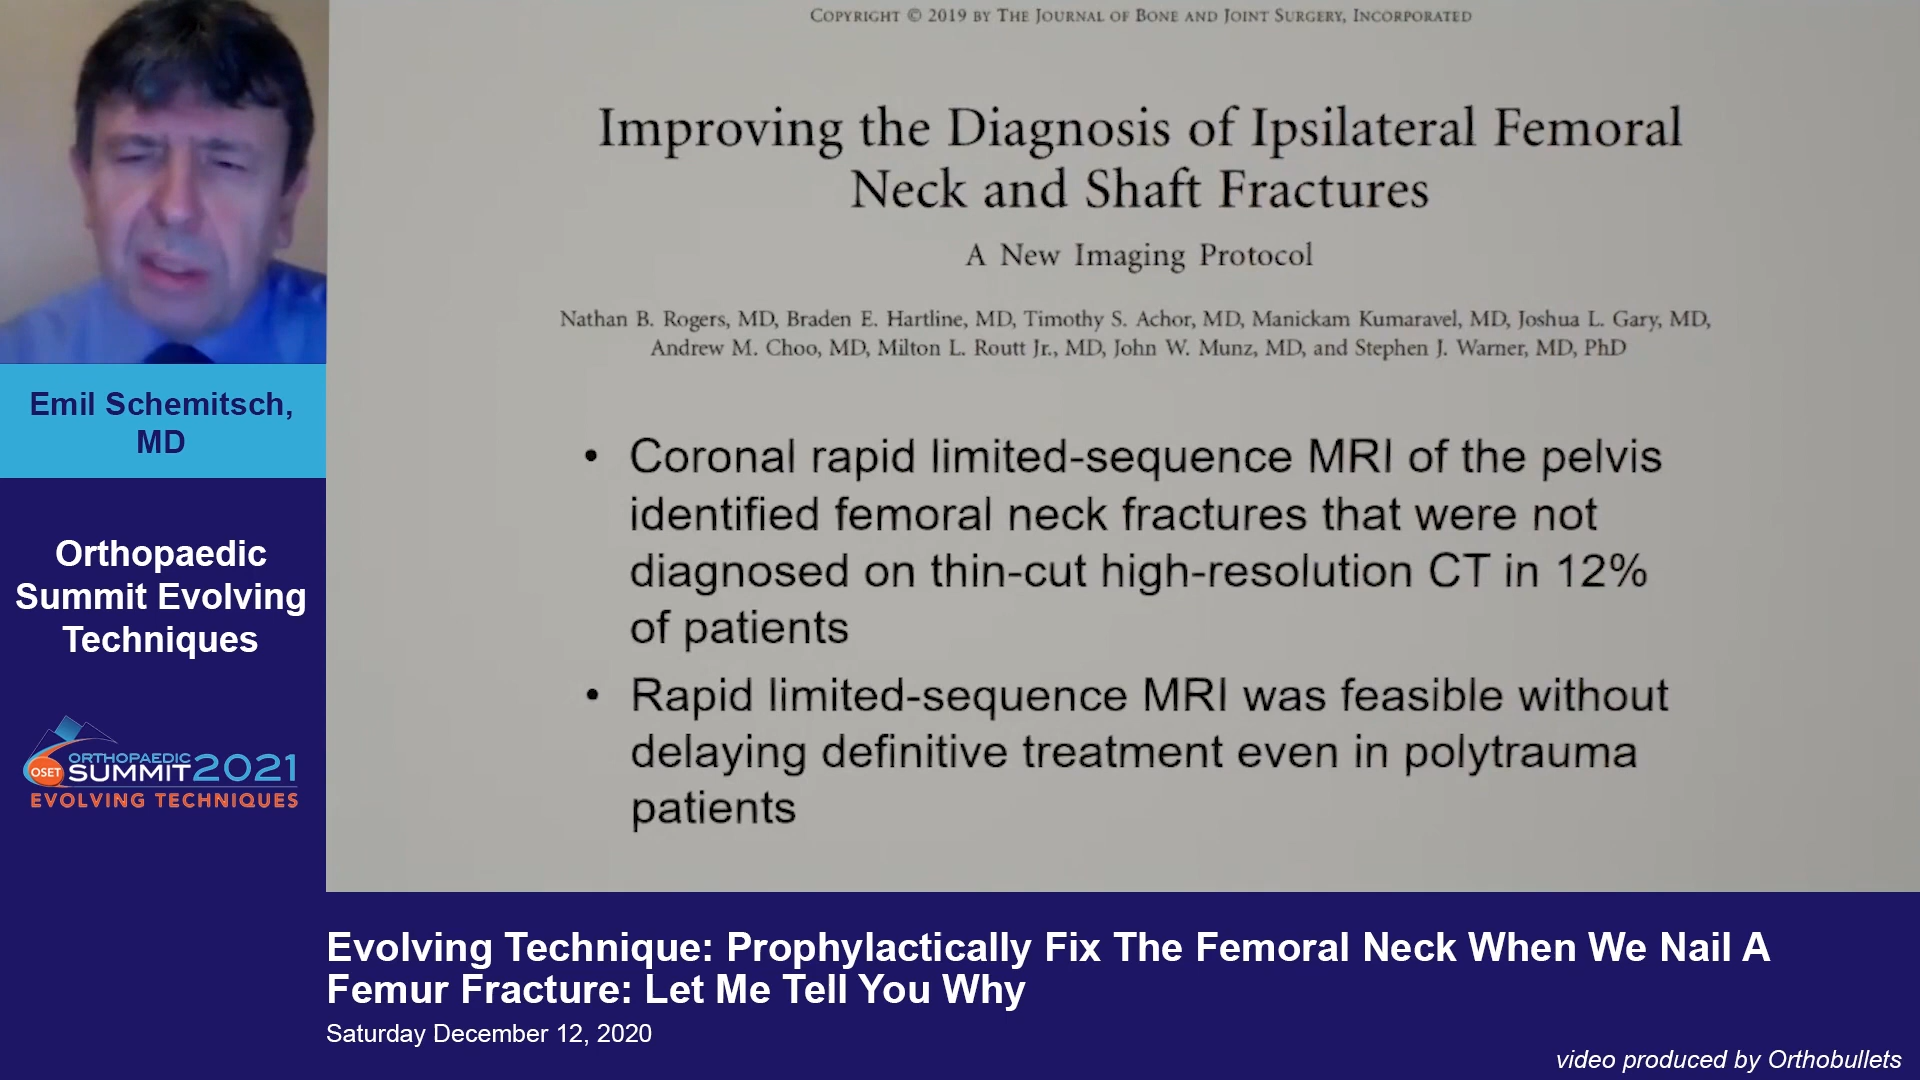 COPYRIGHT © 2019 BY THE JOURNAL OF BONE AND JOINT SURGERY, INCORPORATED
Improving the Diagnosis of Ipsilateral Femoral
Neck and Shaft Fractures
A New Imaging Protocol
Nathan B. Rogers, MD, Braden E. Hartline, MD, Timothy S. Achor, MD, Manickam Kumaravel, MD, Joshua L. Gary, MD,
Andrew M. Choo, MD, Milton L. Routt Jr., MD, John W. Munz, MD, and Stephen J. Warner, MD, PhD
• Coronal rapid limited-sequence MRI of the pelvis
identified femoral neck fractures that were not
diagnosed on thin-cut high-resolution CT in 12%
of patients
• Rapid limited-sequence MRI was feasible without
delaying definitive treatment even in polytrauma
patients
Emil Schemitsch,
MD
Orthopaedic
Summit Evolving
Techniques
OSET
ORTHOPAEDIC
SUMMIT 2021
EVOLVING TECHNIQUES
Evolving Technique: Prophylactically Fix The Femoral Neck When We Nail A
Femur Fracture: Let Me Tell You Why
Saturday December 12, 2020
video produced by Orthobullets